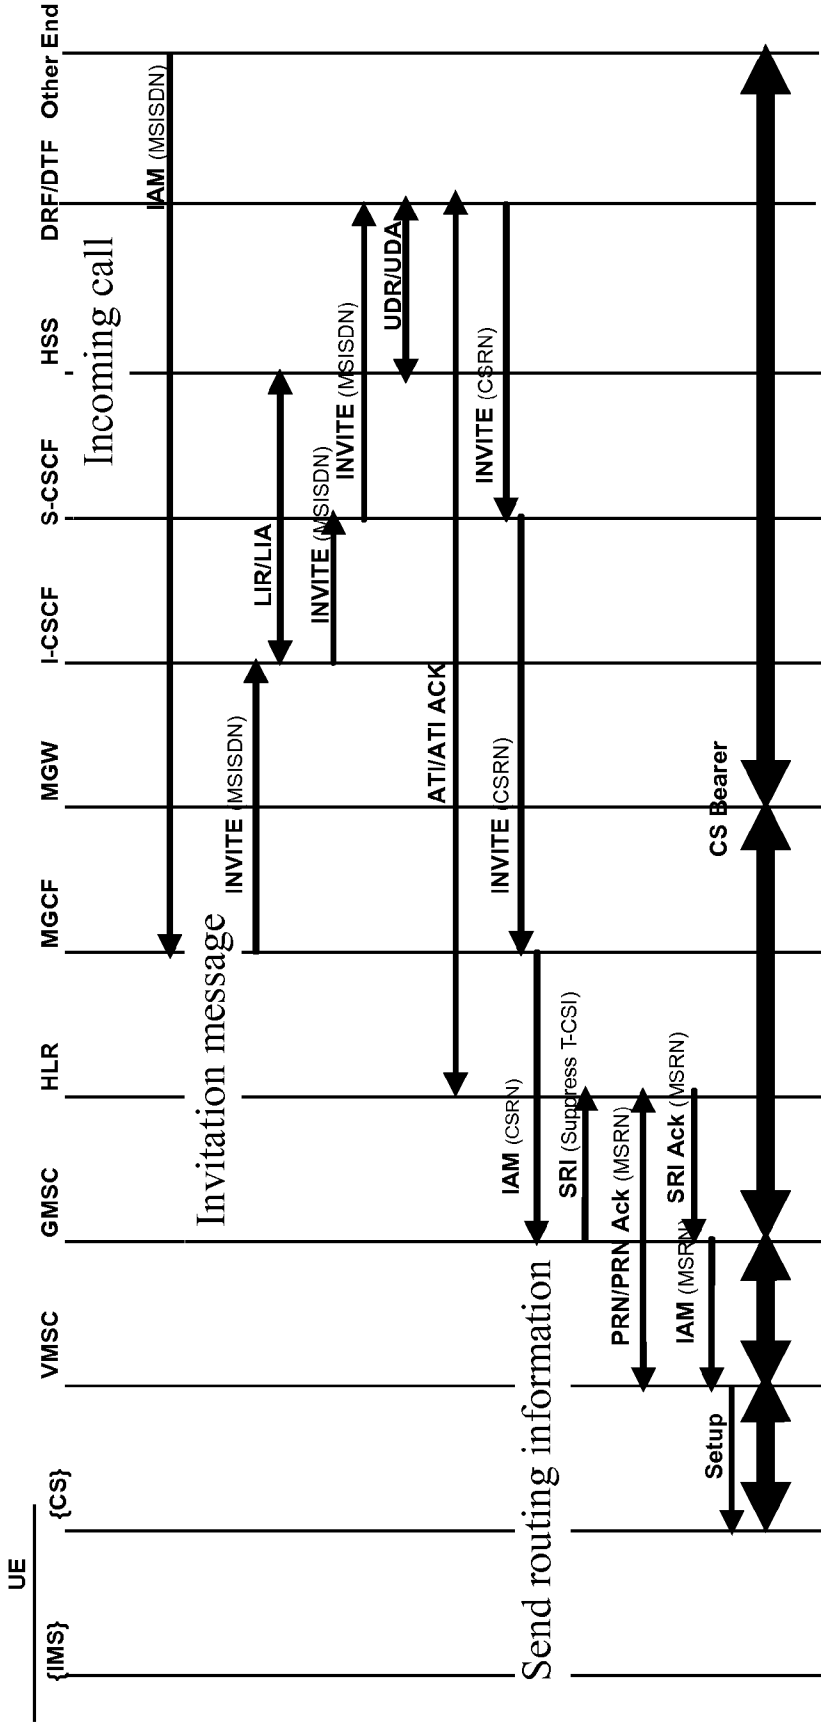 UE
{IMS}
{CS}
VMSC
GMSC
HLR
MGCF
MGW
I-CSCF
S-CSCF
HSS
DRF/DTF
Other End
Incoming call
IAM (MSISDN)
Invitation message
INVITE (MSISDN)
LIR/LIA
INVITE (MSISDN)
INVITE (MSISDN)
UDR/UDA
ATI/ATI ACK
INVITE (CSRN)
INVITE (CSRN)
IAM (CSRN)
Send routing information
SRI (Suppress T-CSI)
PRN/PRN Ack (MSRN)
SRI Ack (MSRN)
IAM (MSRN)
Setup
CS Bearer